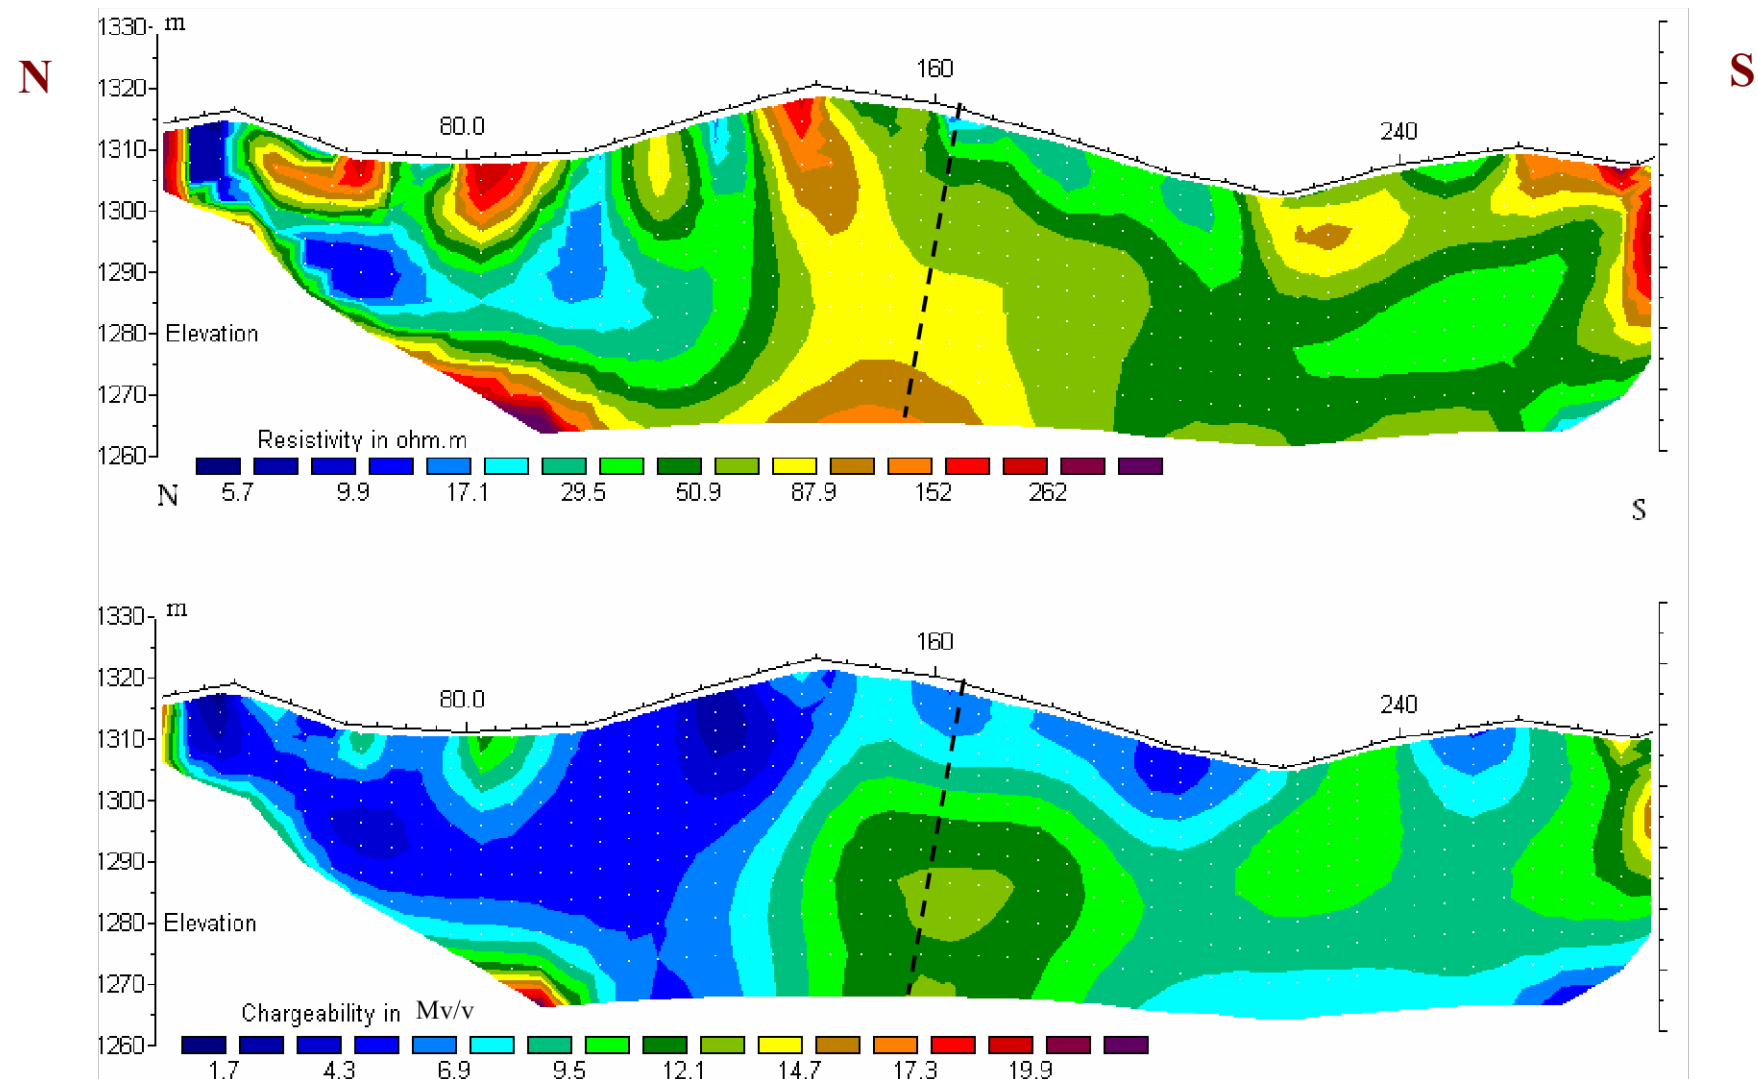 1330 m
N
S
160
1320
80.0
240
1310
1300
1290
1280
Elevation
1270
Resistivity in ohm.m
1260
N 5.7 9.9 17.1 29.5 50.9 87.9 152 262
S
1330 m
160
1320
80.0
240
1310
1300
1290
1280
Elevation
1270
Chargeability in Mv/v
1260
1.7 4.3 6.9 9.5 12.1 14.7 17.3 19.9